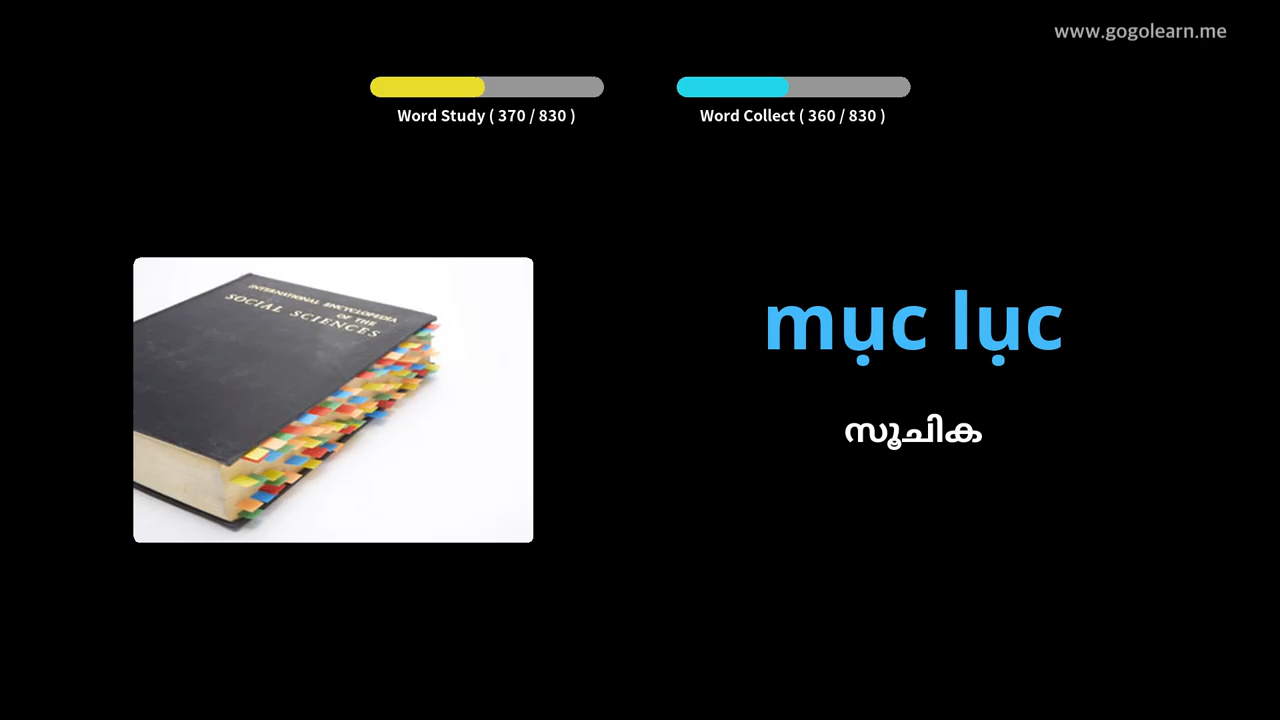 www.gogolearn.me
Word Study ( 370 / 830 )
Word Collect ( 360 / 830 )
INTERNATIONAL ENCYCLOPEDIA
OF THE
SOCIAL SCIENCES
mục lục
സൂചിക